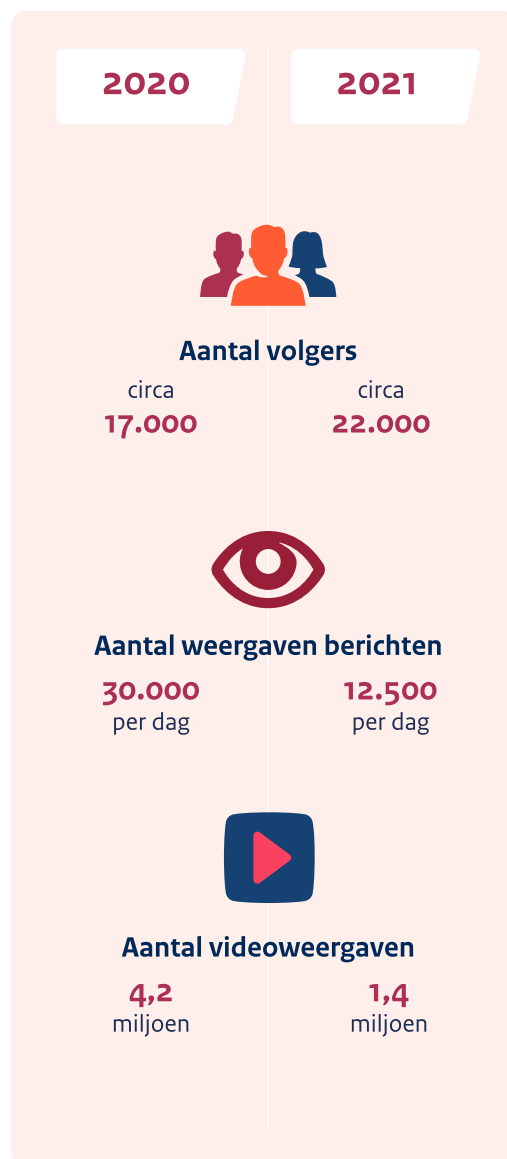 2020
2021
Aantal volgers
circa
17.000
circa
22.000
Aantal weergaven berichten
30.000
per dag
12.500
per dag
Aantal videoweergaven
4,2
miljoen
1,4
miljoen